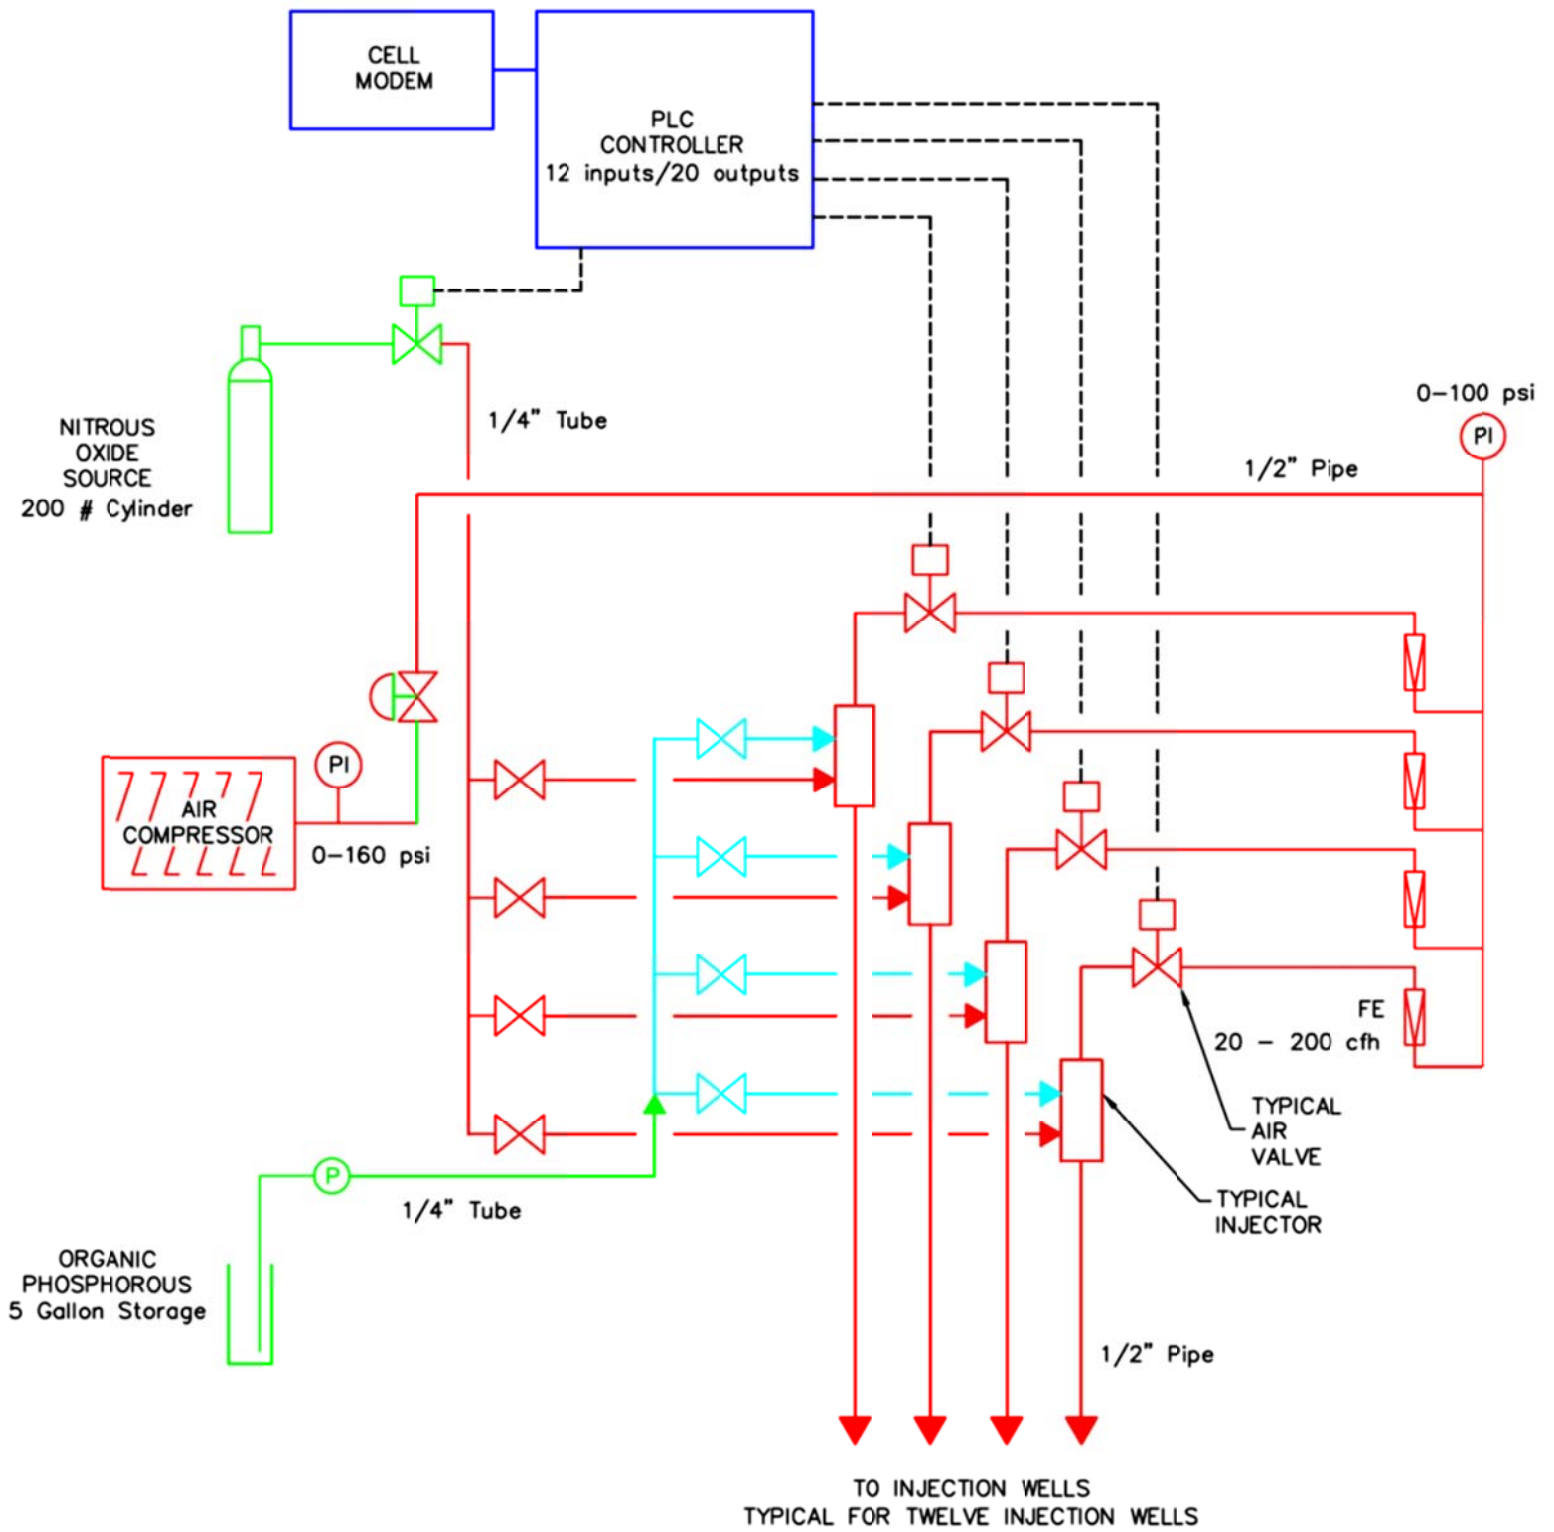 CELL
MODEM
PLC
CONTROLLER
12 inputs/20 outputs
NITROUS
OXIDE
SOURCE
200 # Cylinder
1/4" Tube
0-100 psi
PI
1/2" Pipe
PI
AIR
COMPRESSOR
0-160 psi
FE
20 - 200 cfh
TYPICAL
AIR
VALVE
TYPICAL
INJECTOR
P
1/4" Tube
ORGANIC
PHOSPHOROUS
5 Gallon Storage
1/2" Pipe
TO INJECTION WELLS
TYPICAL FOR TWELVE INJECTION WELLS